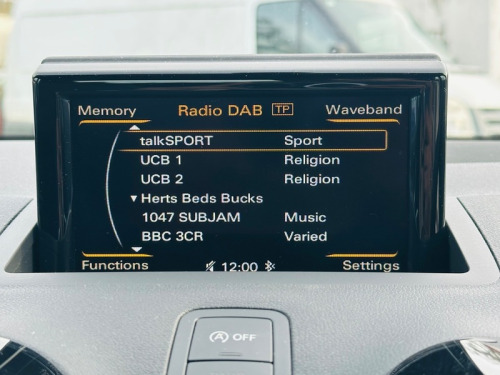 Memory Radio DAB TP Waveband
talkSPORT Sport
UCB 1 Religion
UCB 2 Religion
▼ Herts Beds Bucks
1047 SUBJAM Music
BBC 3CR Varied
Functions 12:00 Settings
A OFF